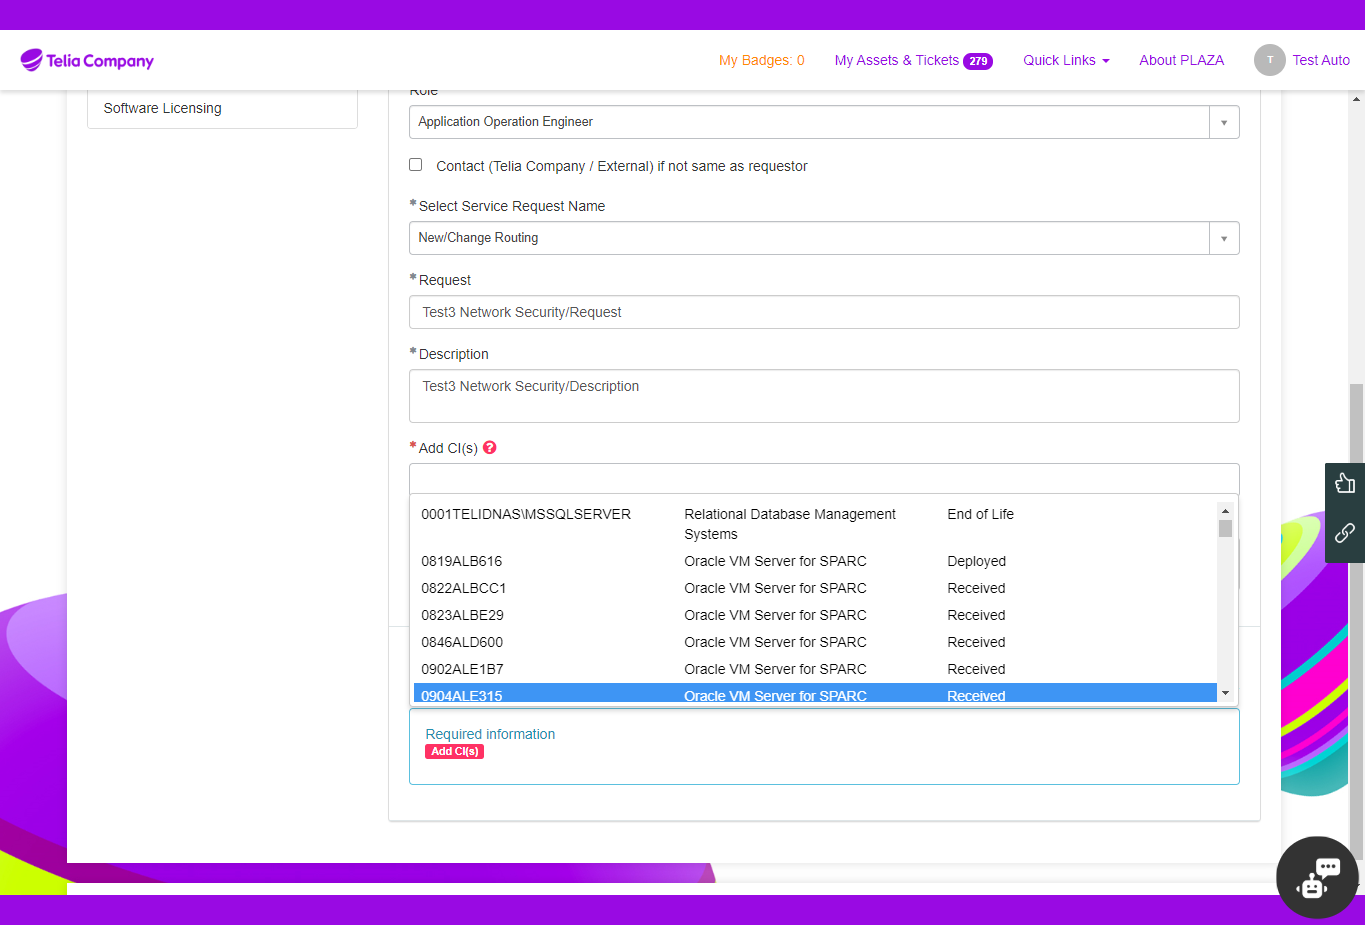 Telia Company
My Badges: 0
My Assets & Tickets 279
Quick Links
About PLAZA
T
Test Auto
Software Licensing
Role
Application Operation Engineer
Contact (Telia Company / External) if not same as requestor
*Select Service Request Name
New/Change Routing
*Request
Test3 Network Security/Request
*Description
Test3 Network Security/Description
*Add CI(s) ?
0001TELIDNAS\MSSQLSERVER Relational Database Management Systems End of Life
0819ALB616 Oracle VM Server for SPARC Deployed
0822ALBCC1 Oracle VM Server for SPARC Received
0823ALBE29 Oracle VM Server for SPARC Received
0846ALD600 Oracle VM Server for SPARC Received
0902ALE1B7 Oracle VM Server for SPARC Received
0904ALE315 Oracle VM Server for SPARC Received
Required information
Add CI(s)